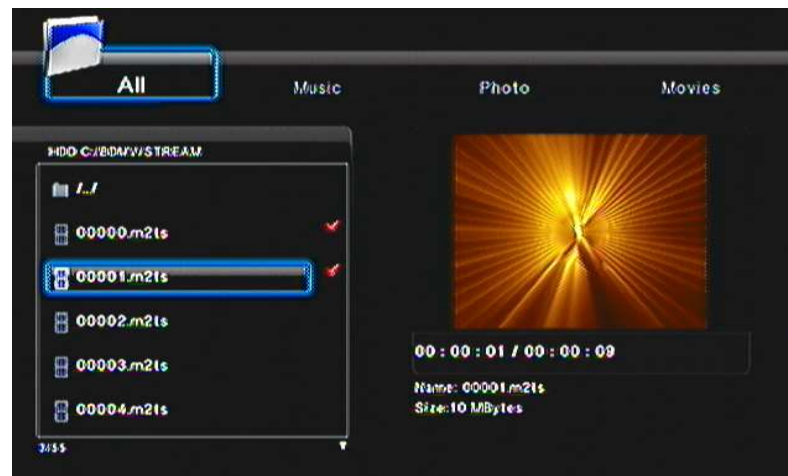 All
Music
Photo
Movies
HDD C:/BDMV/STREAM
/../
00000.m2ts
00001.m2ts
00002.m2ts
00003.m2ts
00004.m2ts
3/55
00 : 00 : 01 / 00 : 00 : 09
Name: 00001.m2ts
Size:10 MBytes